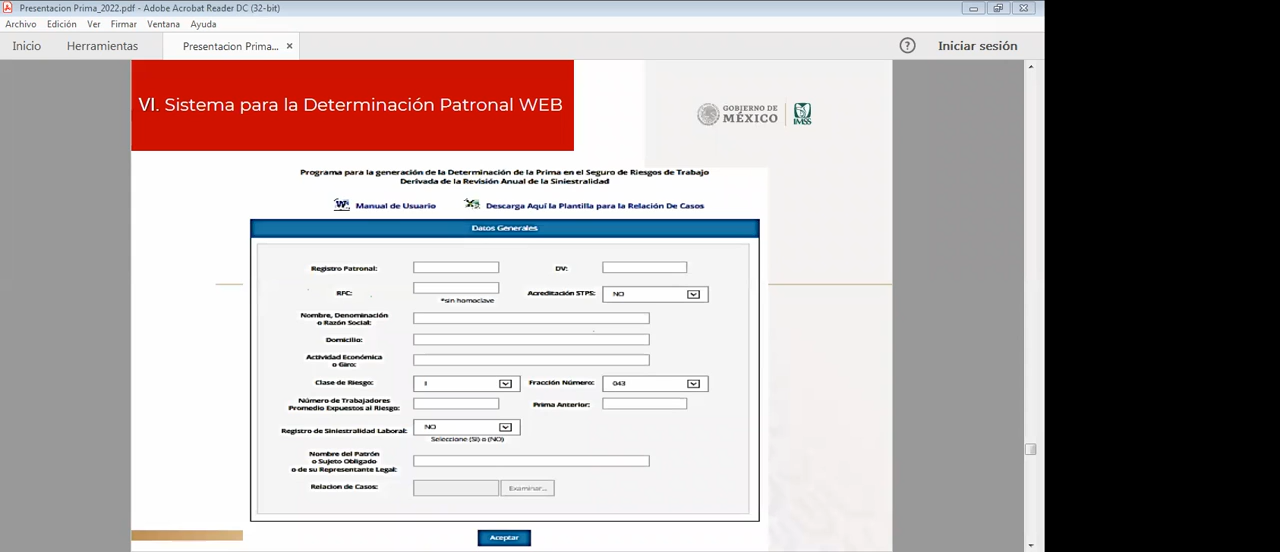 Presentacion Prima_2022.pdf - Adobe Acrobat Reader DC (32-bit)
Archivo Edición Ver Firmar Ventana Ayuda
Inicio Herramientas Presentacion Prima... × ? Iniciar sesión
VI. Sistema para la Determinación Patronal WEB
GOBIERNO DE
MÉXICO
IMSS
Programa para la generación de la Determinación de la Prima en el Seguro de Riesgos de Trabajo
Derivada de la Revisión Anual de la Siniestralidad
Manual de Usuario Descarga Aquí la Plantilla para la Relación De Casos
Datos Generales
Registro Patronal: DV:
RFC: Acreditación STPS: NO
*sin homoclave
Nombre, Denominación
o Razón Social:
Domicilio:
Actividad Económica
o Giro:
Clase de Riesgo: I Fracción Número: 043
Número de Trabajadores
Promedio Expuestos al Riesgo: Prima Anterior:
Registro de Siniestralidad Laboral: NO
Seleccione (SI) o (NO)
Nombre del Patrón
o Sujeto Obligado
o de su Representante Legal:
Relacion de Casos: Examinar...
Aceptar